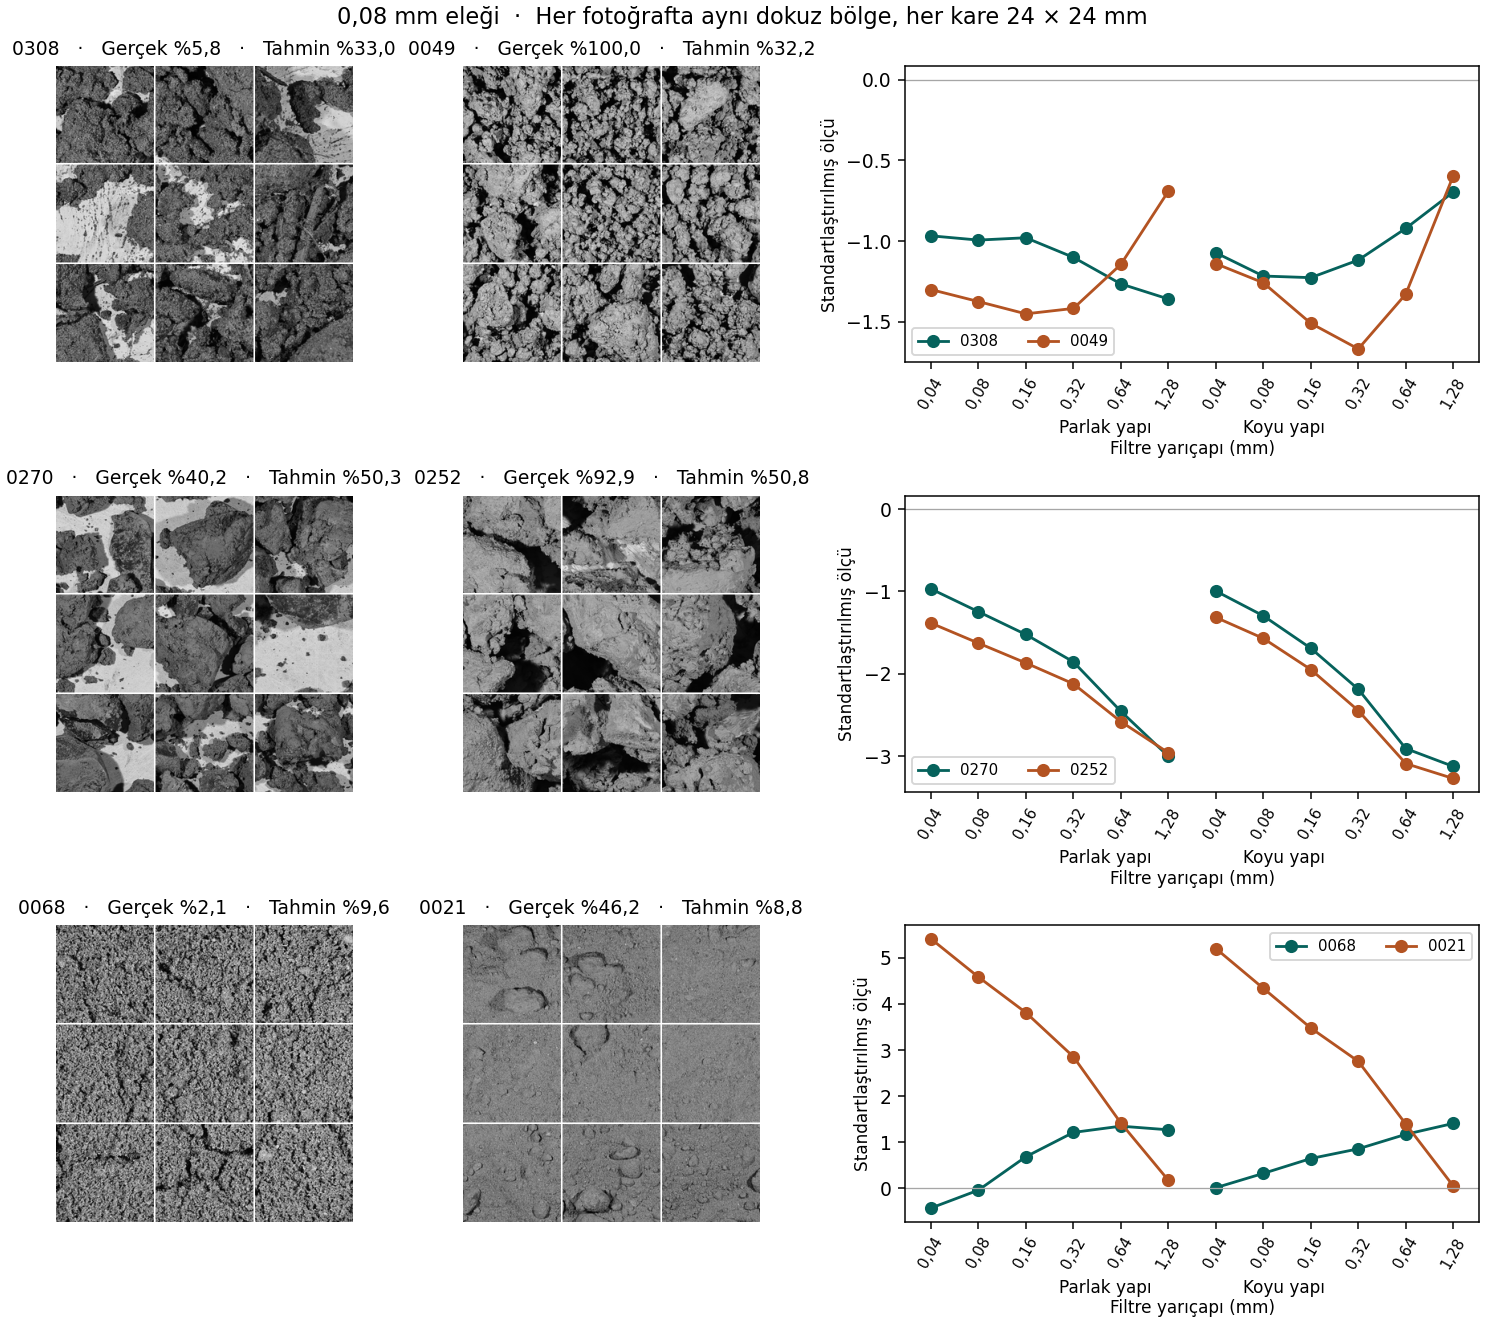 0,08 mm eleği · Her fotoğrafta aynı dokuz bölge, her kare 24 × 24 mm
0308 · Gerçek %5,8 · Tahmin %33,0
0049 · Gerçek %100,0 · Tahmin %32,2
Standartlaştırılmış ölçü
0.0
−0.5
−1.0
−1.5
0308
0049
0,04
0,08
0,16
0,32
0,64
1,28
0,04
0,08
0,16
0,32
0,64
1,28
Parlak yapı
Koyu yapı
Filtre yarıçapı (mm)
0270 · Gerçek %40,2 · Tahmin %50,3
0252 · Gerçek %92,9 · Tahmin %50,8
Standartlaştırılmış ölçü
0
−1
−2
−3
0270
0252
0,04
0,08
0,16
0,32
0,64
1,28
0,04
0,08
0,16
0,32
0,64
1,28
Parlak yapı
Koyu yapı
Filtre yarıçapı (mm)
0068 · Gerçek %2,1 · Tahmin %9,6
0021 · Gerçek %46,2 · Tahmin %8,8
Standartlaştırılmış ölçü
5
4
3
2
1
0
0068
0021
0,04
0,08
0,16
0,32
0,64
1,28
0,04
0,08
0,16
0,32
0,64
1,28
Parlak yapı
Koyu yapı
Filtre yarıçapı (mm)